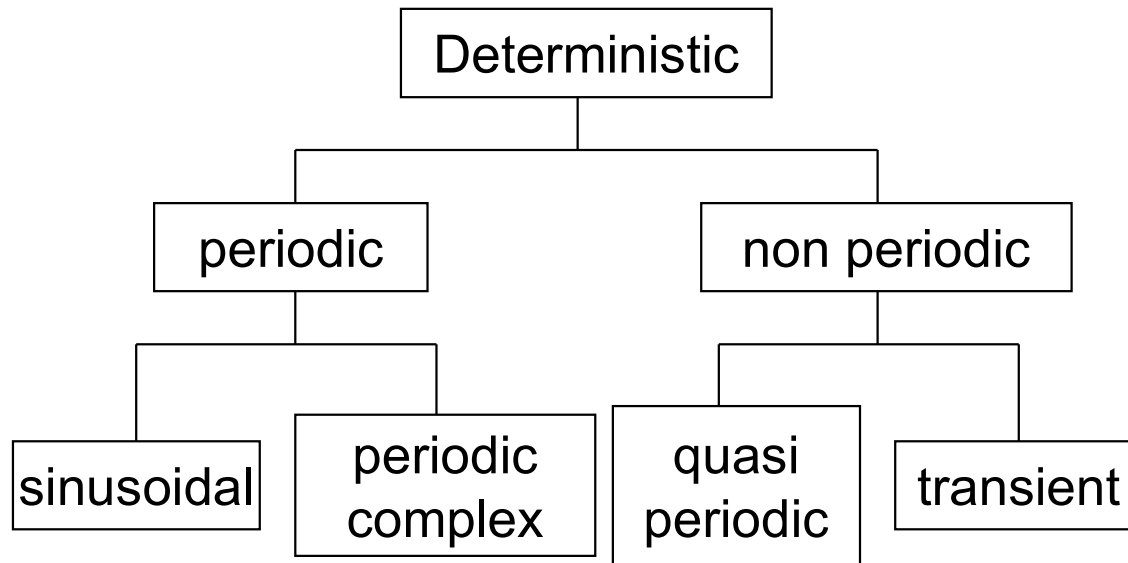 Deterministic
periodic
non periodic
sinusoidal
periodic
complex
quasi
periodic
transient